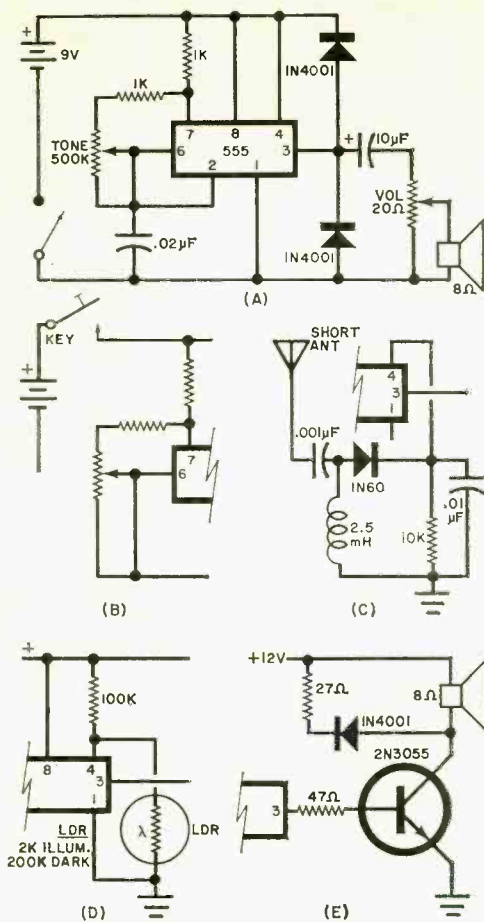 +
9V
1K
1K
1N4001
TONE
500K
7
8
4
6
555
3
2
1
+
10µF
VOL
20Ω
.02µF
1N4001
8Ω
(A)
KEY
+
7
6
(B)
SHORT
ANT
4
3
1
.001µF
1N60
2.5
mH
10K
.01
µF
(C)
+
100K
8
4
3
1
LDR
2K ILLUM.
200K DARK
λ
LDR
(D)
+12V
27Ω
8Ω
1N4001
2N3055
3
47Ω
(E)